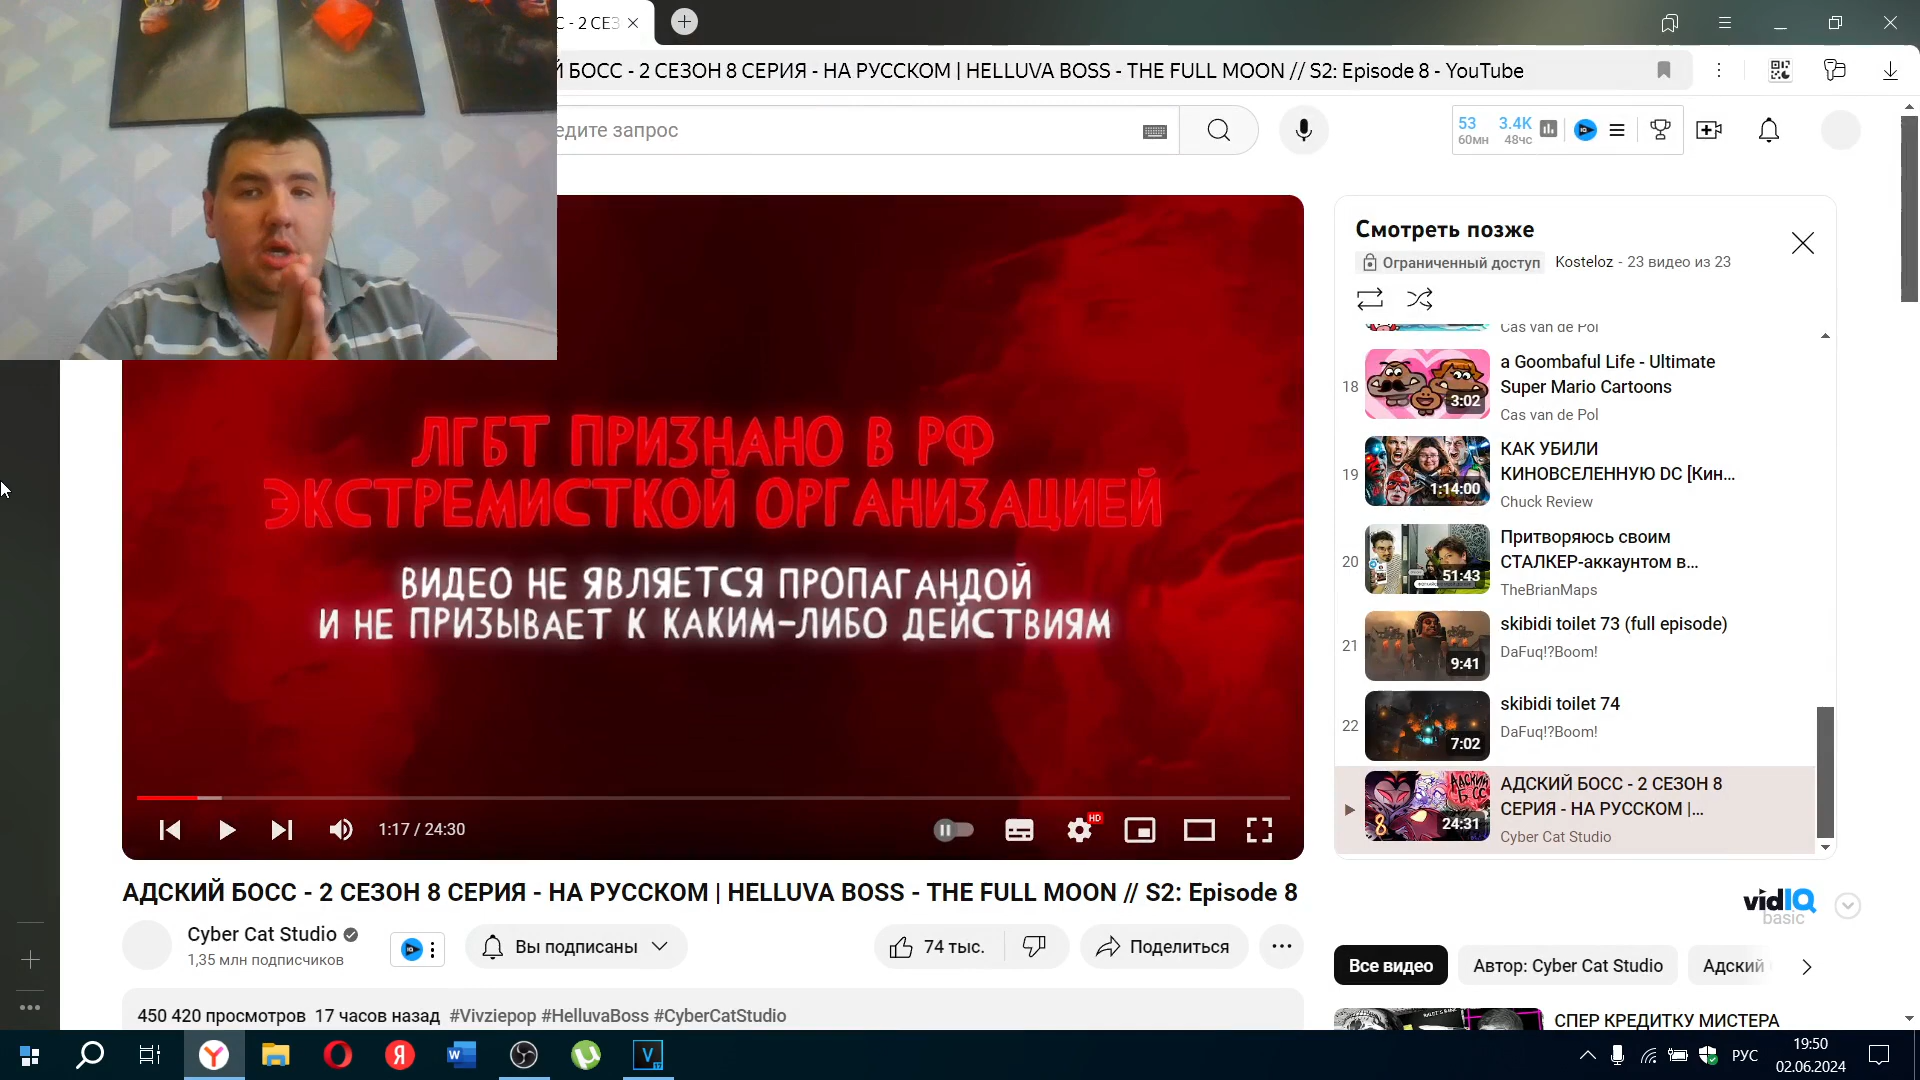 С - 2 СЕЗ
Й БОСС - 2 СЕЗОН 8 СЕРИЯ - НА РУССКОМ | HELLUVA BOSS - THE FULL MOON // S2: Episode 8 - YouTube
едите запрос
53
60мн
3.4K
48чс
ЛГБТ ПРИЗНАНО В РФ
ЭКСТРЕМИСТКОЙ ОРГАНИЗАЦИЕЙ
ВИДЕО НЕ ЯВЛЯЕТСЯ ПРОПАГАНДОЙ
И НЕ ПРИЗЫВАЕТ К КАКИМ-ЛИБО ДЕЙСТВИЯМ
1:17 / 24:30
HD
АДСКИЙ БОСС - 2 СЕЗОН 8 СЕРИЯ - НА РУССКОМ | HELLUVA BOSS - THE FULL MOON // S2: Episode 8
Cyber Cat Studio
1,35 млн подписчиков
Вы подписаны
74 тыс.
Поделиться
450 420 просмотров 17 часов назад #Vivziepop #HelluvaBoss #CyberCatStudio
Смотреть позже
Ограниченный доступ
Kosteloz - 23 видео из 23
Cas van de Pol
18
3:02
a Goombaful Life - Ultimate
Super Mario Cartoons
Cas van de Pol
19
1:14:00
КАК УБИЛИ
КИНОВСЕЛЕННУЮ DC [Кин...
Chuck Review
20
51:43
Притворяюсь своим
СТАЛКЕР-аккаунтом в...
TheBrianMaps
21
9:41
skibidi toilet 73 (full episode)
DaFuq!?Boom!
22
7:02
skibidi toilet 74
DaFuq!?Boom!
АДСКИЙ
БОСС
8
24:31
АДСКИЙ БОСС - 2 СЕЗОН 8
СЕРИЯ - НА РУССКОМ |...
Cyber Cat Studio
vidIQ
basic
Все видео
Автор: Cyber Cat Studio
Адский
СПЕР КРЕДИТКУ МИСТЕРА
РУС
19:50
02.06.2024